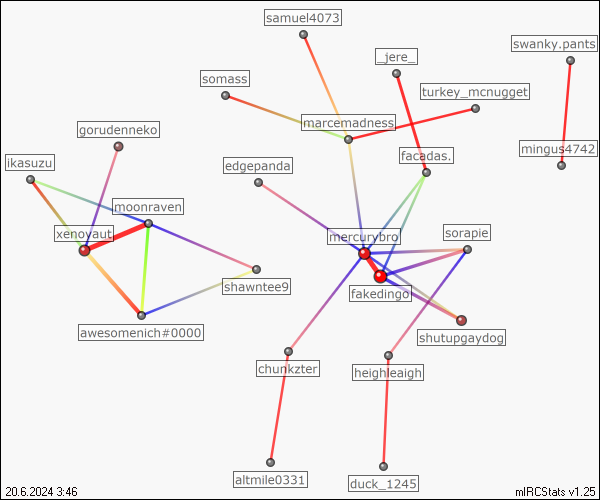 samuel4073
swanky.pants
_jere_
somass
turkey_mcnugget
marcemadness
gorudenneko
mingus4742
facadas.
ikasuzu
edgepanda
moonraven
xenoyaut
mercurybro
sorapie
shawntee9
fakedingo
awesomenich#0000
shutupgaydog
chunkzter
heighleaigh
altmile0331
duck_1245
20.6.2024 3:46
mIRCStats v1.25